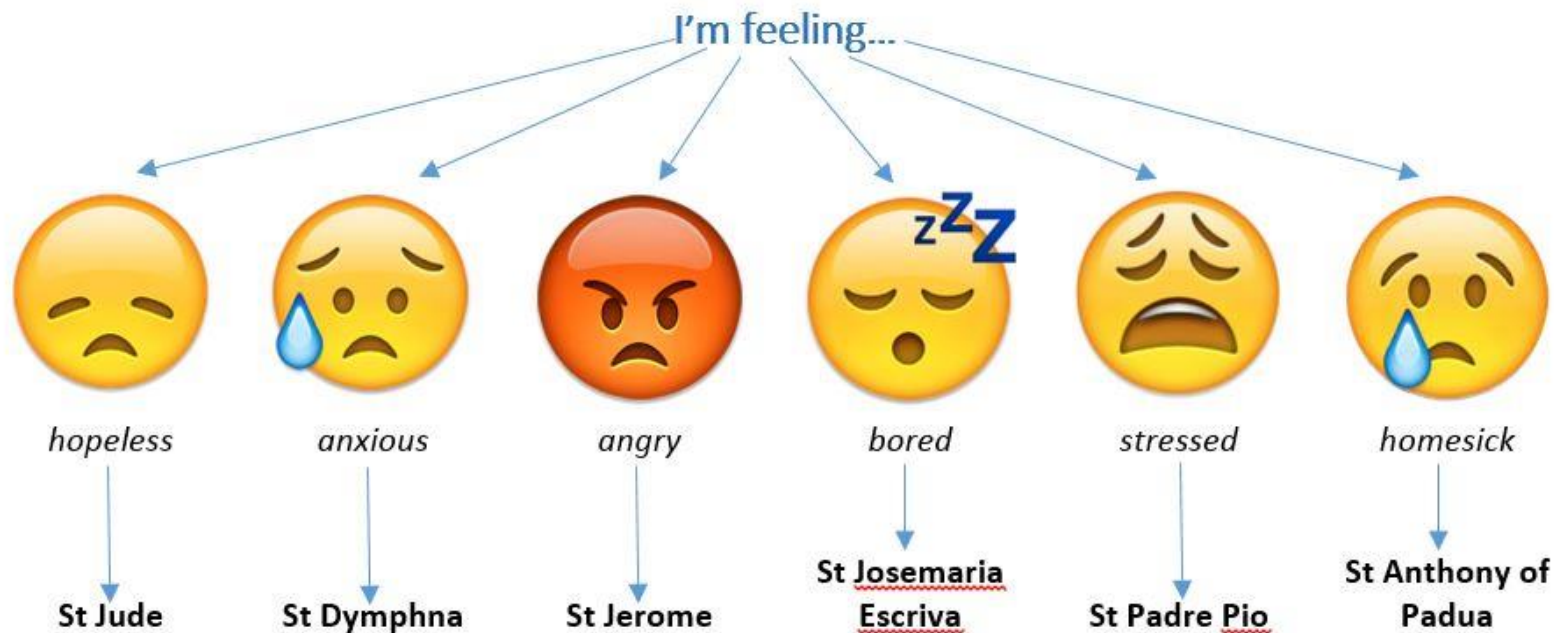 I'm feeling...
zZZ
hopeless
anxious
angry
bored
stressed
homesick
St Jude
St Dymphna
St Jerome
St Josemaria
Escriva
St Padre Pio
St Anthony of
Padua